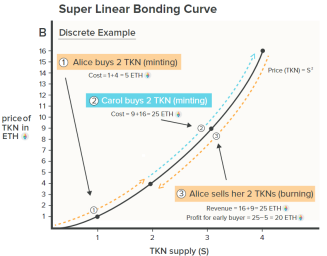 Super Linear Bonding Curve
B Discrete Example
① Alice buys 2 TKN (minting)
Cost = 1+4 = 5 ETH
② Carol buys 2 TKN (minting)
Cost = 9+16 = 25 ETH
Price (TKN) = S²
③ Alice sells her 2 TKNs (burning)
Revenue = 16+9= 25 ETH
Profit for early buyer = 25-5 = 20 ETH
price of
TKN in
ETH
16
15
14
13
12
11
10
9
8
7
6
5
4
3
2
1
①
②
③
1
2
3
4
TKN supply (S)